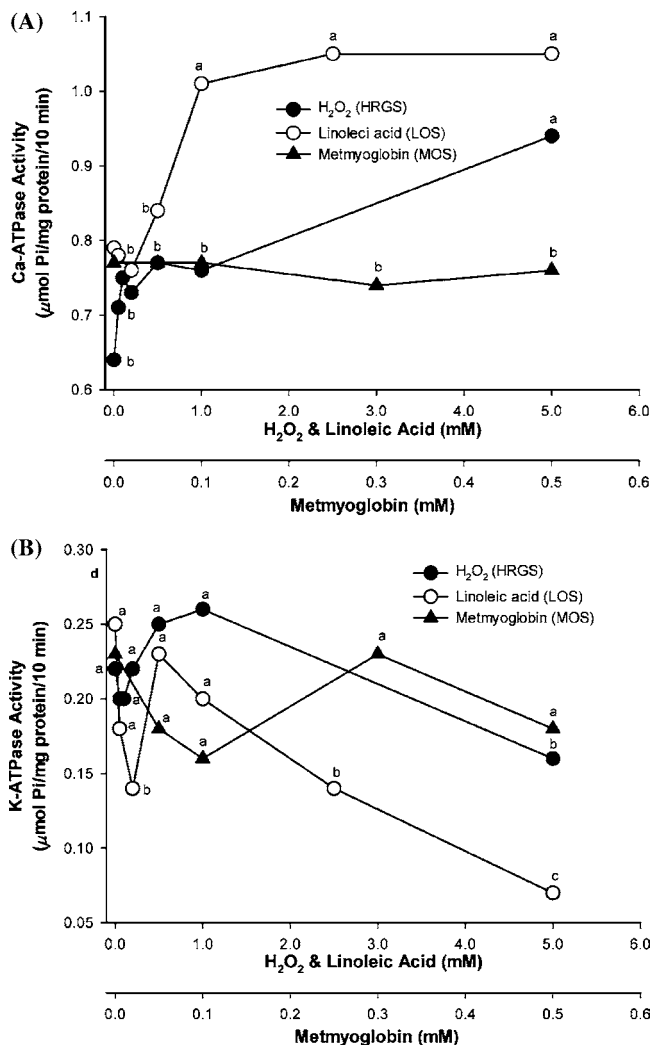 (A)
1.1
1.0
0.9
0.8
0.7
0.6
Ca-ATPase Activity
(μmol Pi/mg protein/10 min)
a
a
a
H₂O₂ (HRGS)
Linoleci acid (LOS)
Metmyoglobin (MOS)
a
b
b
b
b
b
b
b
b
0.0 1.0 2.0 3.0 4.0 5.0 6.0
H₂O₂ & Linoleic Acid (mM)
0.0 0.1 0.2 0.3 0.4 0.5 0.6
Metmyoglobin (mM)
(B)
0.30
0.25
0.20
0.15
0.10
0.05
d
K-ATPase Activity
(μmol Pi/mg protein/10 min)
H₂O₂ (HRGS)
Linoleic acid (LOS)
Metmyoglobin (MOS)
a
a
a
a
a
a
a
a
a
a
a
a
a
b
b
b
c
0.0 1.0 2.0 3.0 4.0 5.0 6.0
H₂O₂ & Linoleic Acid (mM)
0.0 0.1 0.2 0.3 0.4 0.5 0.6
Metmyoglobin (mM)